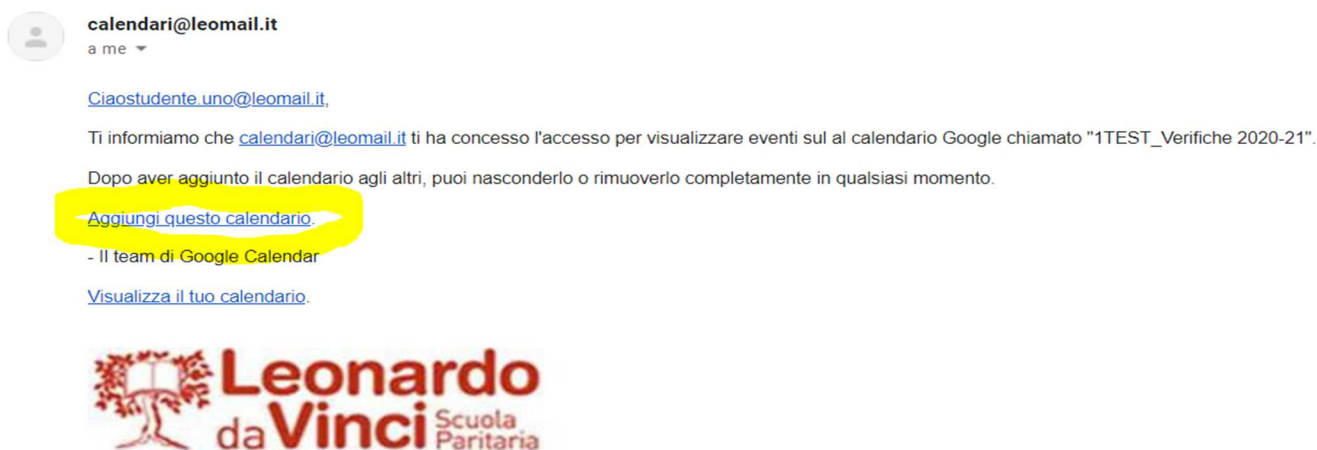 calendari@leomail.it
a me
Ciaostudente.uno@leomail.it,
Ti informiamo che calendari@leomail.it ti ha concesso l'accesso per visualizzare eventi sul al calendario Google chiamato "1TEST_Verifiche 2020-21".
Dopo aver aggiunto il calendario agli altri, puoi nasconderlo o rimuoverlo completamente in qualsiasi momento.
Aggiungi questo calendario.
- Il team di Google Calendar
Visualizza il tuo calendario.
Leonardo
da Vinci Scuola Paritaria